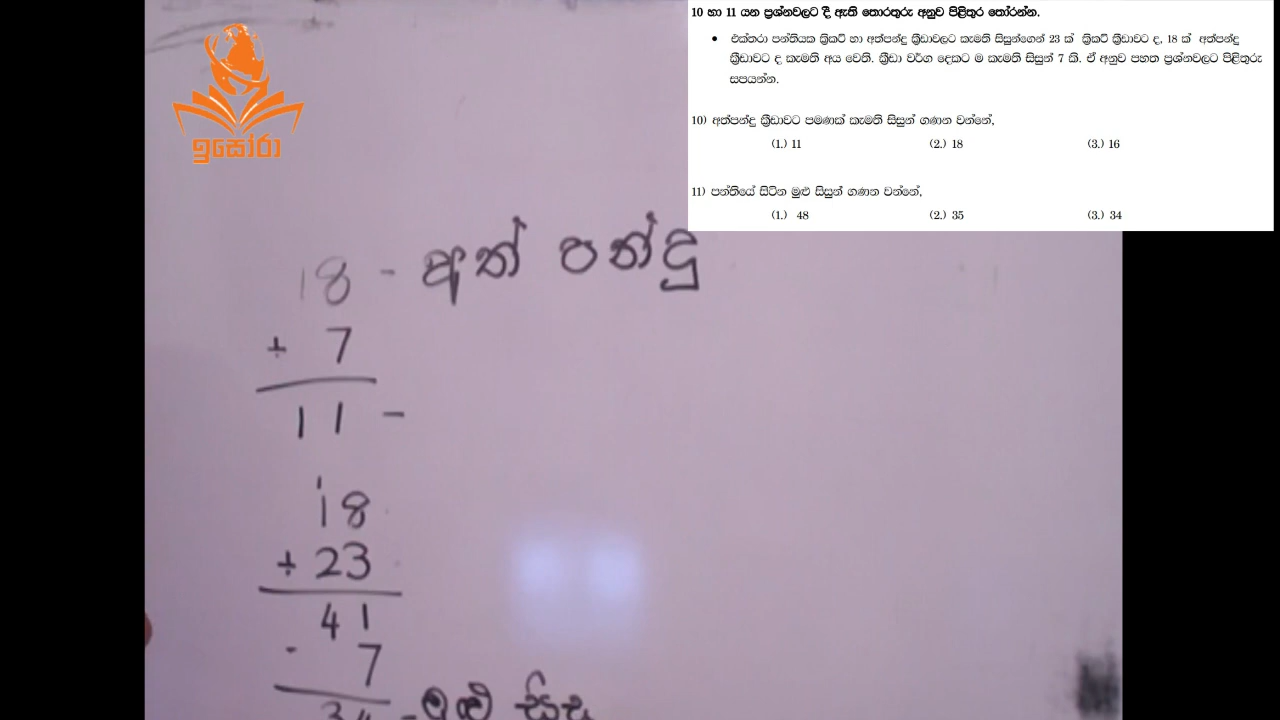 ඉසෝරා
10 හා 11 යන ප්‍රශ්නවලට දී ඇති තොරතුරු අනුව පිළිතුර තෝරන්න.
• එක්තරා පන්තියක ක්‍රිකට් හා අත්පන්දු ක්‍රීඩාවලට කැමති සිසුන්ගෙන් 23 ක් ක්‍රිකට් ක්‍රීඩාවට ද, 18 ක් අත්පන්දු
ක්‍රීඩාවට ද කැමති අය වෙති. ක්‍රීඩා වර්ග දෙකට ම කැමති සිසුන් 7 කි. ඒ අනුව පහත ප්‍රශ්නවලට පිළිතුරු
සපයන්න.
10) අත්පන්දු ක්‍රීඩාවට පමණක් කැමති සිසුන් ගණන වන්නේ,
(1.) 11 (2.) 18 (3.) 16
11) පන්තියේ සිටින මුළු සිසුන් ගණන වන්නේ,
(1.) 48 (2.) 35 (3.) 34
18 - අත් පන්දු
÷ 7
11 -
1
18
÷ 23
41
- 7
34 - මුළු සිසු